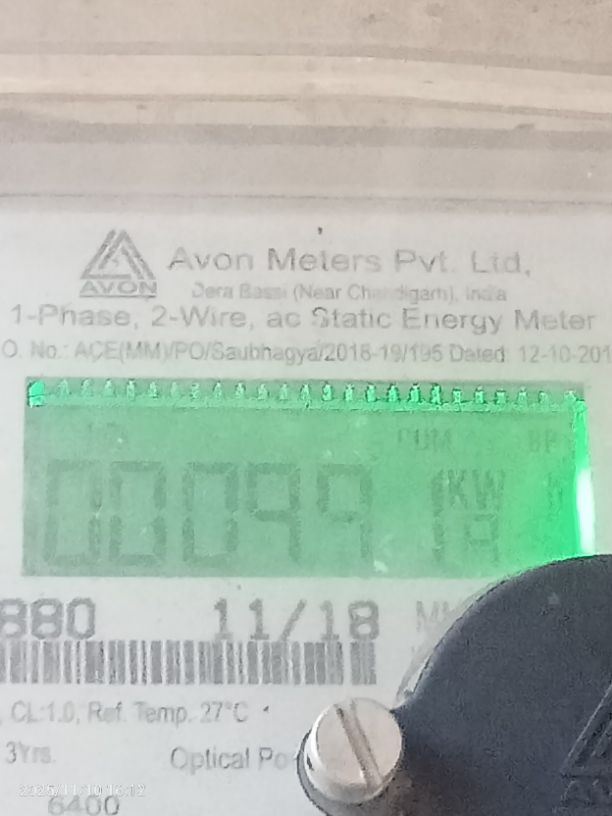 AVON
Avon Meters Pvt. Ltd,
Dera Bassi (Near Chandigarh), India
1-Phase, 2-Wire, ac Static Energy Meter
O. No.: ACE(MM)/PO/Saubhagya/2018-19/195 Dated: 12-10-201
CUM
00099 KW
880 11/18
CL:1.0, Ref. Temp. 27°C
3Yrs. Optical Po
6400
2025/11/10 16:12